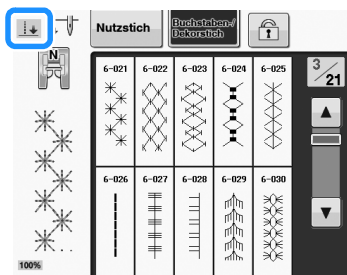 Nutzstich
Buchstaben-/
Dekorstich
N
3
21
6-021 6-022 6-023 6-024 6-025
6-026 6-027 6-028 6-029 6-030
100%